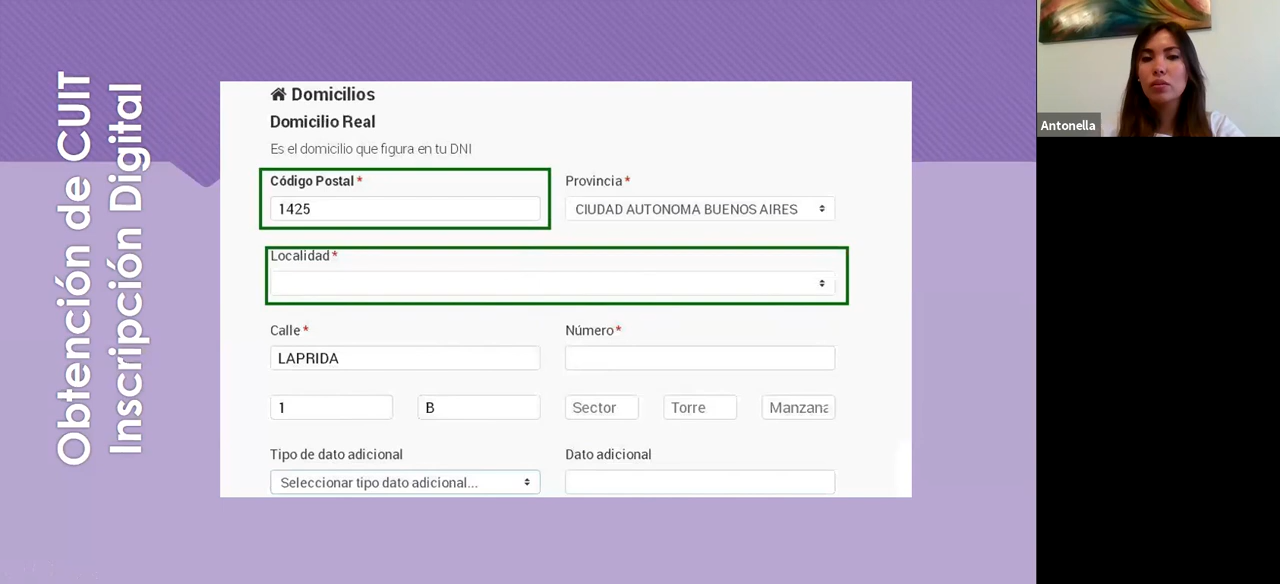 Obtención de CUIT
Inscripción Digital
Domicilios
Domicilio Real
Es el domicilio que figura en tu DNI
Código Postal *
Provincia *
1425
CIUDAD AUTONOMA BUENOS AIRES
Localidad *
Calle *
Número *
LAPRIDA
1
B
Sector
Torre
Manzana
Tipo de dato adicional
Dato adicional
Seleccionar tipo dato adicional...
Antonella